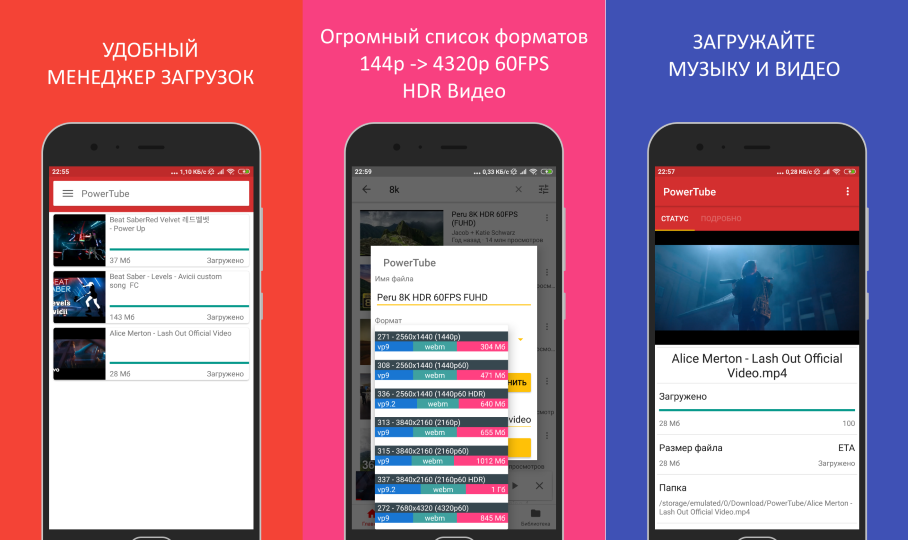 УДОБНЫЙ
МЕНЕДЖЕР ЗАГРУЗОК
22:55
... 1,10 КБ/с
PowerTube
Beat SaberRed Velvet 레드벨벳
- Power Up
37 Мб
Загружено
BEAT
SABER
Levels
Avicii
Beat Saber - Levels - Avicii custom
song FC
143 Мб
Загружено
Alice Merton - Lash Out Official Video
28 Мб
Загружено
Огромный список форматов
144p -> 4320p 60FPS
HDR Видео
22:59
... 0,33 КБ/с
8k
Peru 8K HDR 60FPS
(FUHD)
Jacob + Katie Schwarz
Год назад 14 млн просмотров
PowerTube
Имя файла
Peru 8K HDR 60FPS FUHD
Формат
271 - 2560x1440 (1440p)
vp9 webm 304 Мб
308 - 2560x1440 (1440p60)
vp9 webm 471 Мб
336 - 2560x1440 (1440p60 HDR)
vp9.2 webm 640 Мб
313 - 3840x2160 (2160p)
vp9 webm 655 Мб
315 - 3840x2160 (2160p60)
vp9 webm 1012 Мб
337 - 3840x2160 (2160p60 HDR)
vp9.2 webm 1 Гб
272 - 7680x4320 (4320p60)
vp9 webm 845 Мб
НИТЬ
video
просмотров
Библиотека
ЗАГРУЖАЙТЕ
МУЗЫКУ И ВИДЕО
22:57
... 0,28 КБ/с
PowerTube
СТАТУС ПОДРОБНО
Alice Merton - Lash Out Official
Video.mp4
Загружено
28 Мб 100
Размер файла ETA
28 Мб Загружено
Папка
/storage/emulated/0/Download/PowerTube/Alice Merton -
Lash Out Official Video.mp4